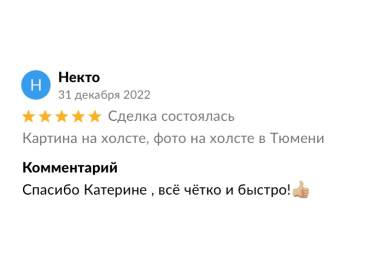 Н
Некто
31 декабря 2022
Сделка состоялась
Картина на холсте, фото на холсте в Тюмени
Комментарий
Спасибо Катерине , всё чётко и быстро!👍🏼